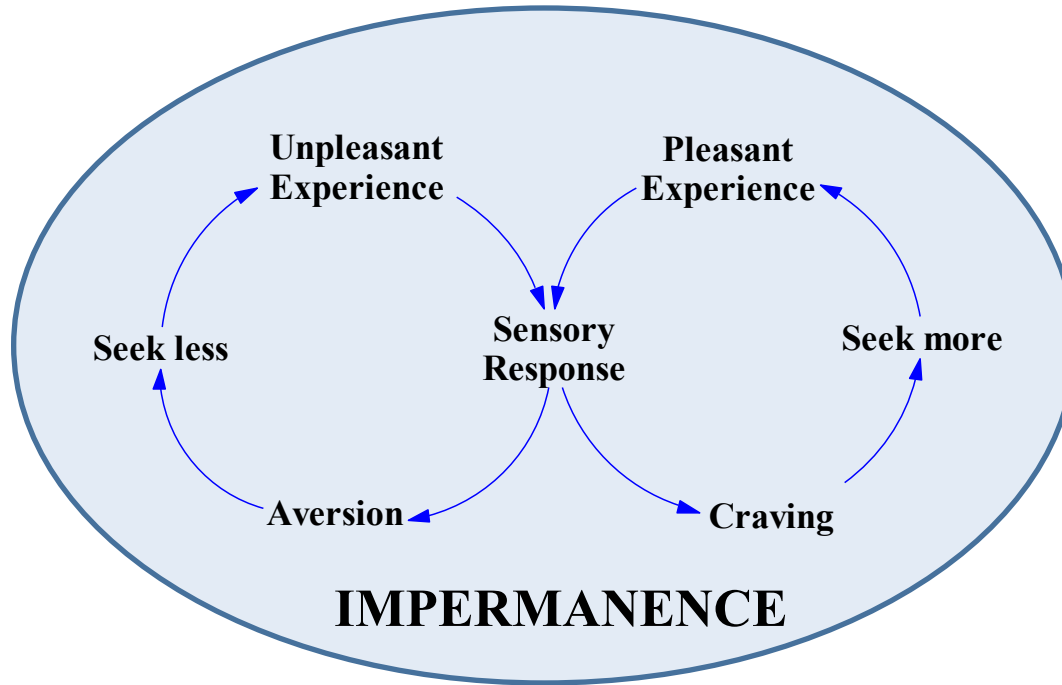 Unpleasant
Experience
Pleasant
Experience
Seek less
Sensory
Response
Seek more
Aversion
Craving
IMPERMANENCE